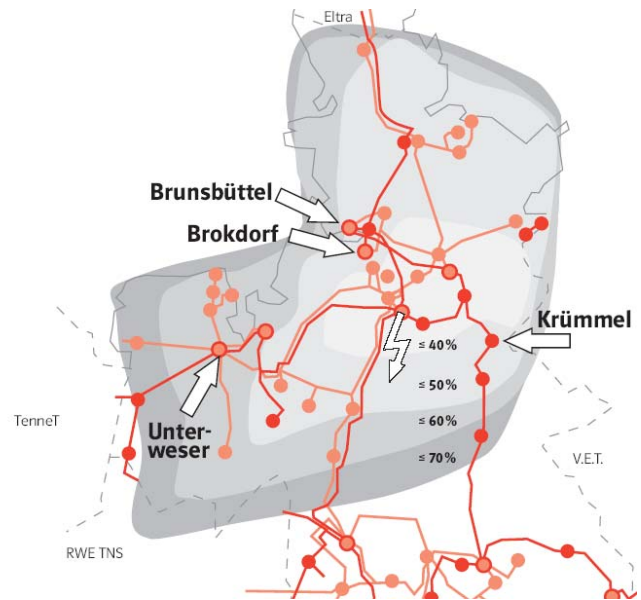 Eltra
Brunsbüttel
Brokdorf
Krümmel
≤ 40%
≤ 50%
TenneT
Unter-
weser
≤ 60%
≤ 70%
V.E.T.
RWE TNS